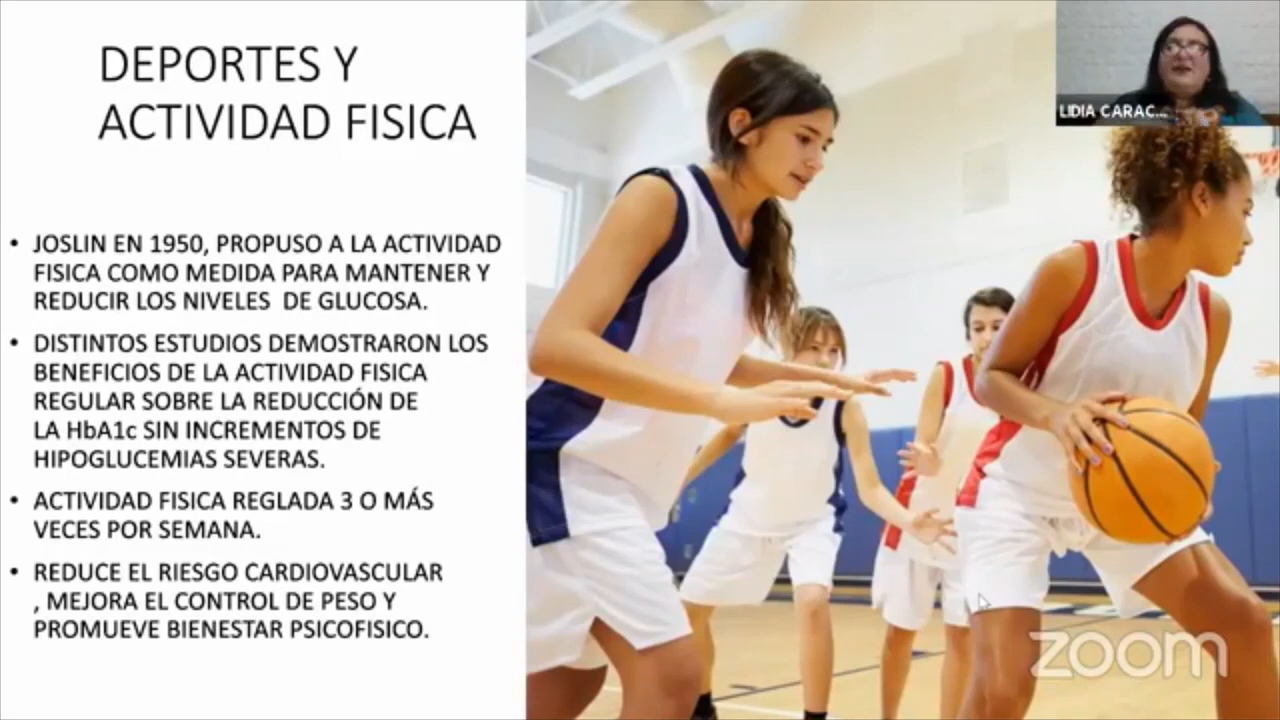 DEPORTES Y
ACTIVIDAD FISICA
• JOSLIN EN 1950, PROPUSO A LA ACTIVIDAD
FISICA COMO MEDIDA PARA MANTENER Y
REDUCIR LOS NIVELES DE GLUCOSA.
• DISTINTOS ESTUDIOS DEMOSTRARON LOS
BENEFICIOS DE LA ACTIVIDAD FISICA
REGULAR SOBRE LA REDUCCIÓN DE
LA HbA1c SIN INCREMENTOS DE
HIPOGLUCEMIAS SEVERAS.
• ACTIVIDAD FISICA REGLADA 3 O MÁS
VECES POR SEMANA.
• REDUCE EL RIESGO CARDIOVASCULAR
, MEJORA EL CONTROL DE PESO Y
PROMUEVE BIENESTAR PSICOFISICO.
LIDIA CARAC...
zoom